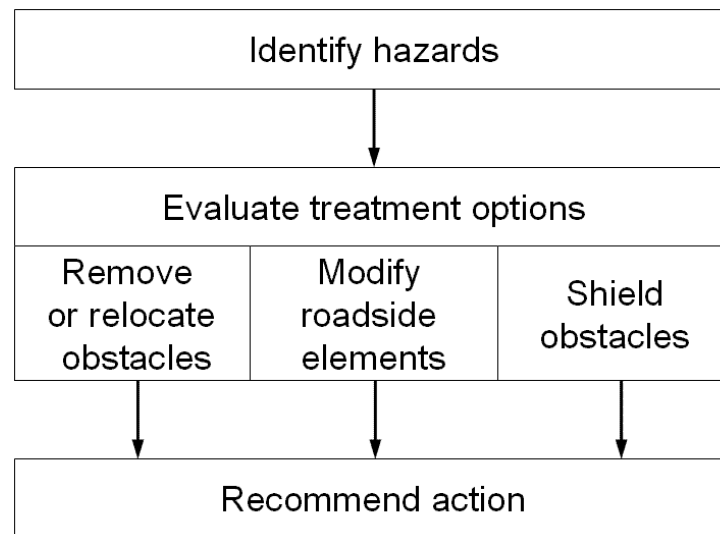 Identify hazards
Evaluate treatment options
Remove
or relocate
obstacles
Modify
roadside
elements
Shield
obstacles
Recommend action